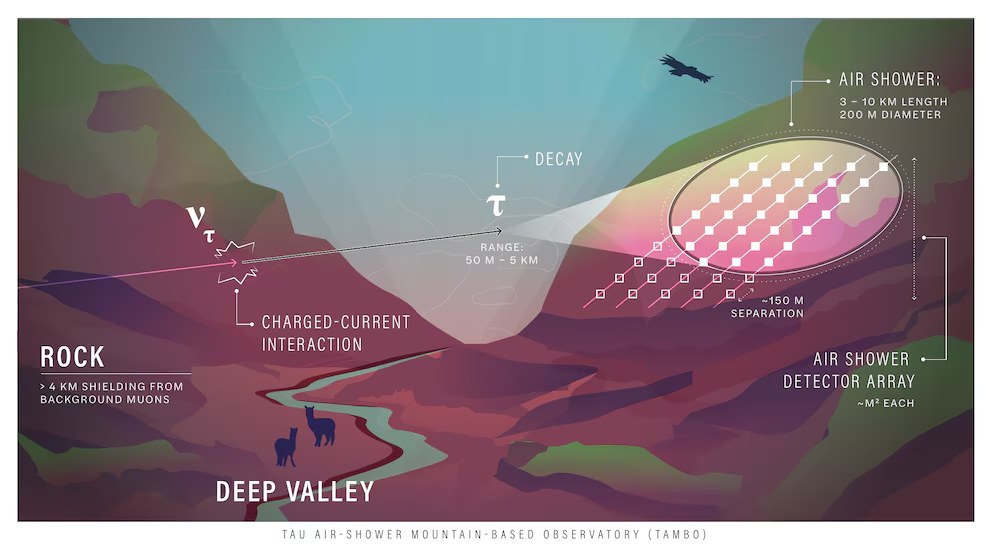 AIR SHOWER:
3 – 10 KM LENGTH
200 M DIAMETER
DECAY
τ
ντ
RANGE:
50 M – 5 KM
~150 M
SEPARATION
CHARGED-CURRENT
INTERACTION
ROCK
> 4 KM SHIELDING FROM
BACKGROUND MUONS
AIR SHOWER
DETECTOR ARRAY
~M² EACH
DEEP VALLEY
TAU AIR-SHOWER MOUNTAIN-BASED OBSERVATORY (TAMBO)